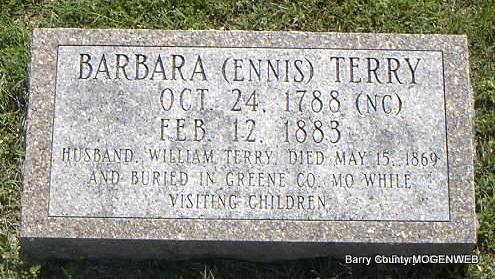 BARBARA (ENNIS) TERRY
OCT. 24, 1788 (NC)
FEB. 12, 1883
HUSBAND, WILLIAM TERRY, DIED MAY 15, 1869
AND BURIED IN GREENE CO. MO WHILE
VISITING CHILDREN.
Barry County MOGENWEB